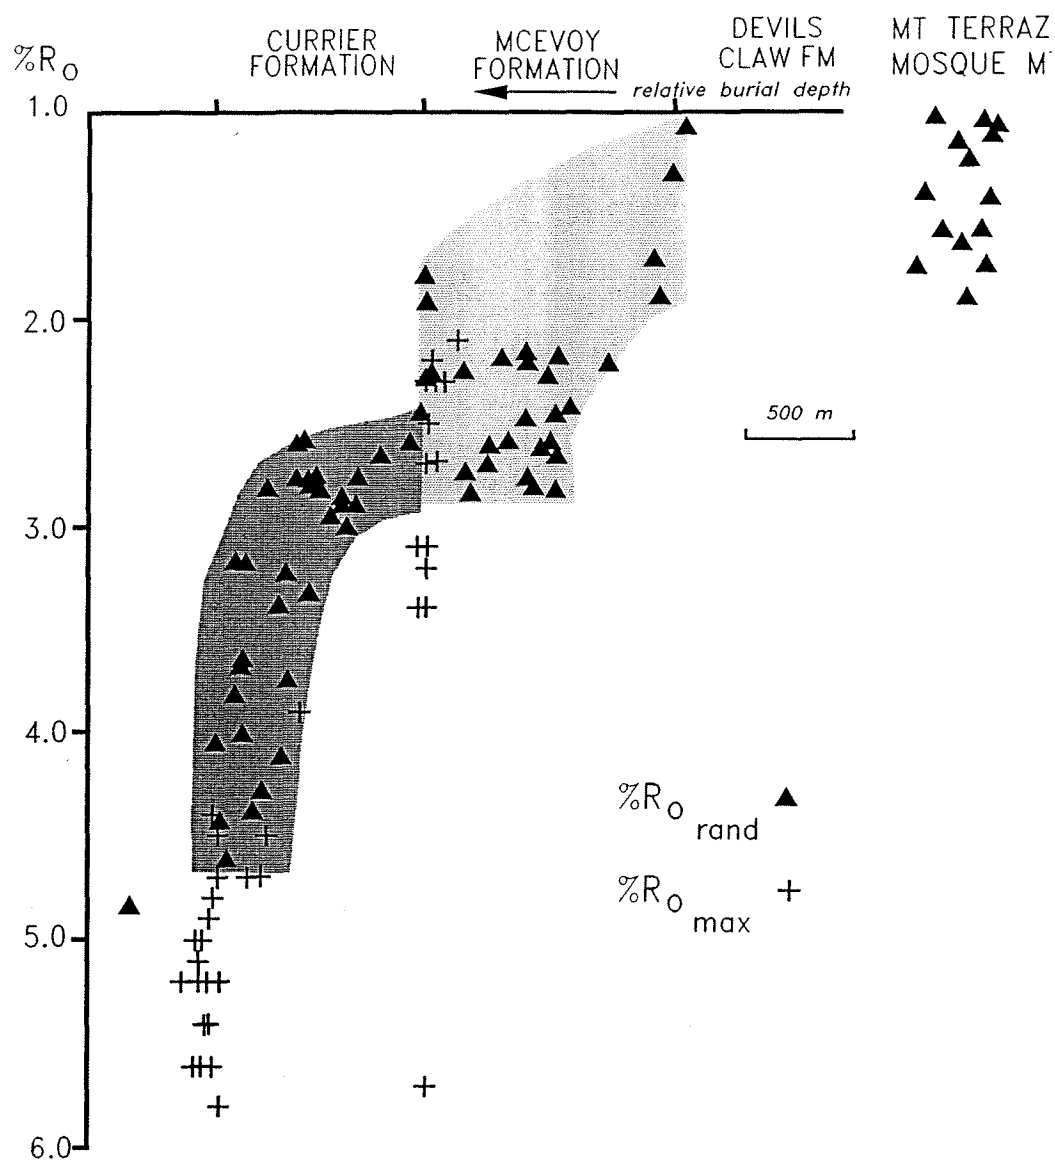 %Ro
CURRIER
FORMATION
MCEVOY
FORMATION
DEVILS
CLAW FM
MT TERRAZ
MOSQUE M
relative burial depth
1.0
2.0
500 m
3.0
4.0
%Ro rand
%Ro max
5.0
6.0